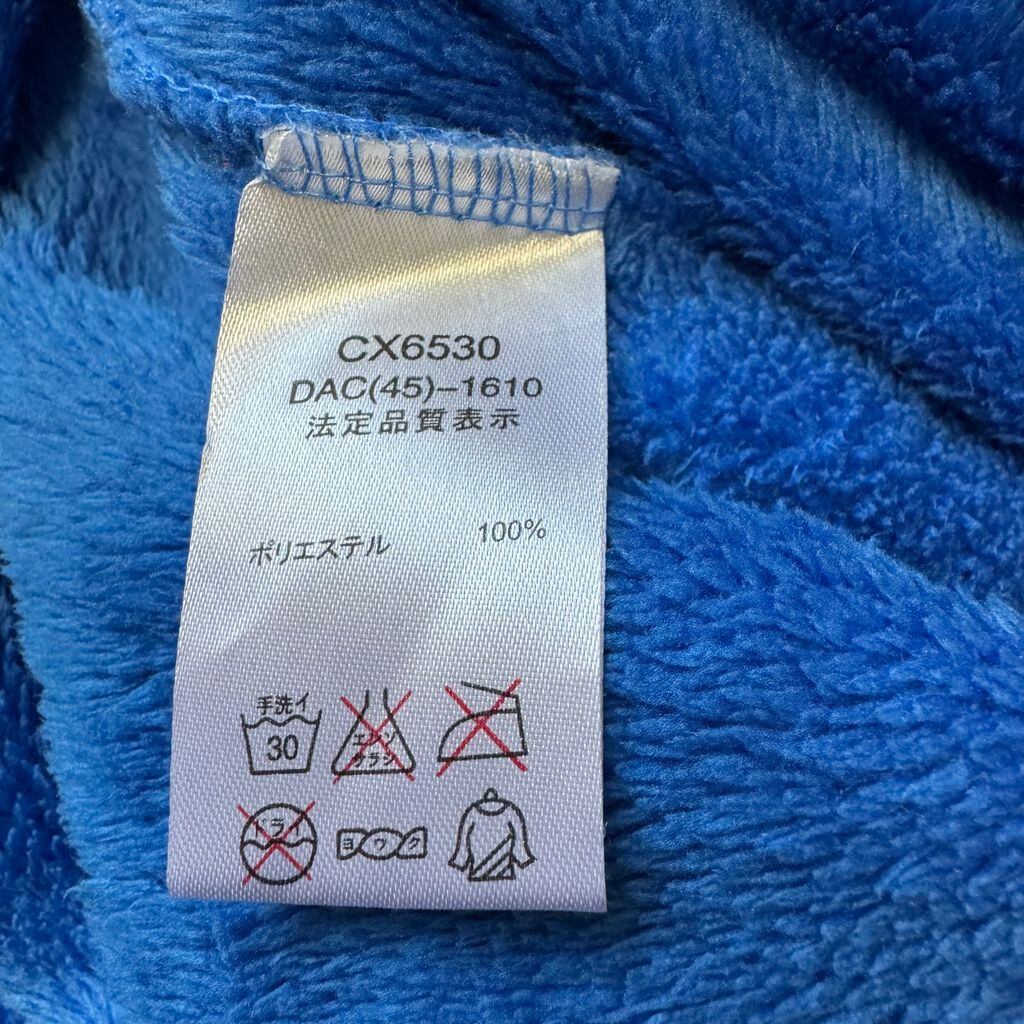 CX6530
DAC(45)-1610
法定品質表示
ポリエステル 100%
手洗イ
30
ヨワク